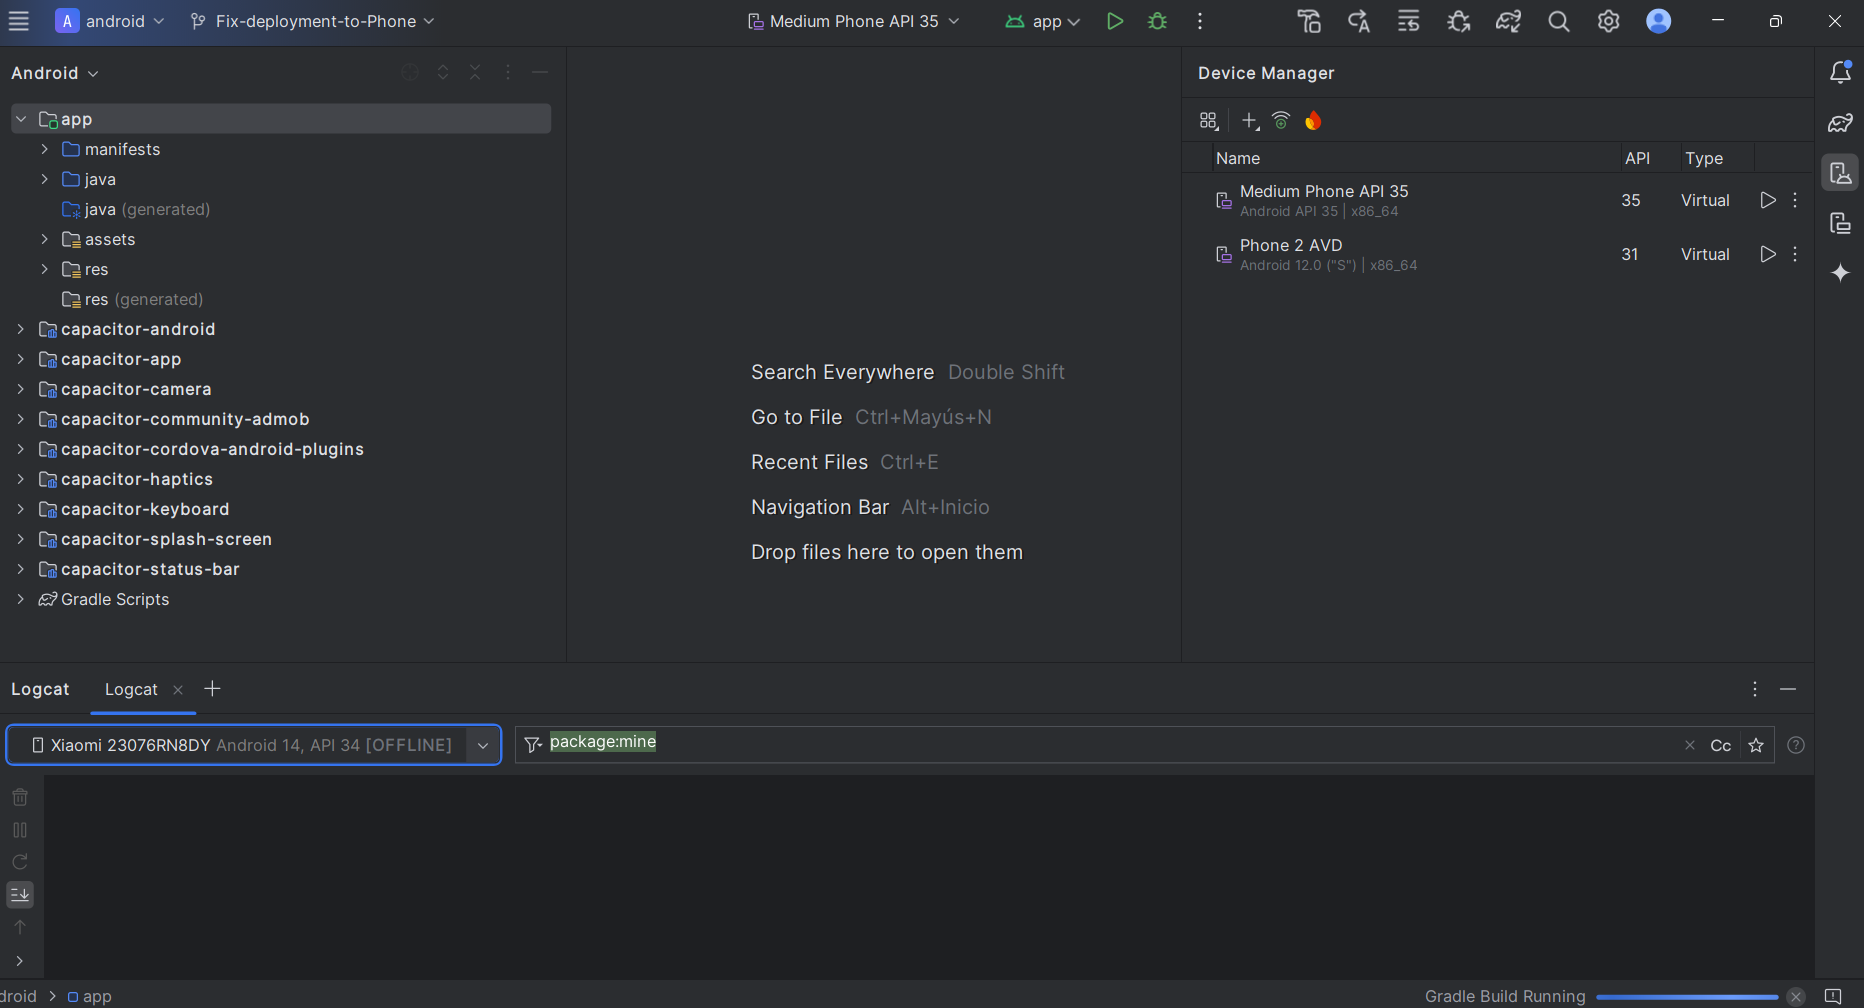 A android Fix-deployment-to-Phone Medium Phone API 35 app
Android
app
manifests
java
java (generated)
assets
res
res (generated)
capacitor-android
capacitor-app
capacitor-camera
capacitor-community-admob
capacitor-cordova-android-plugins
capacitor-haptics
capacitor-keyboard
capacitor-splash-screen
capacitor-status-bar
Gradle Scripts
Search Everywhere Double Shift
Go to File Ctrl+Mayús+N
Recent Files Ctrl+E
Navigation Bar Alt+Inicio
Drop files here to open them
Device Manager
Name API Type
Medium Phone API 35 35 Virtual
Android API 35 | x86_64
Phone 2 AVD 31 Virtual
Android 12.0 ("S") | x86_64
Logcat Logcat
Xiaomi 23076RN8DY Android 14, API 34 [OFFLINE] package:mine Cc
droid > app Gradle Build Running